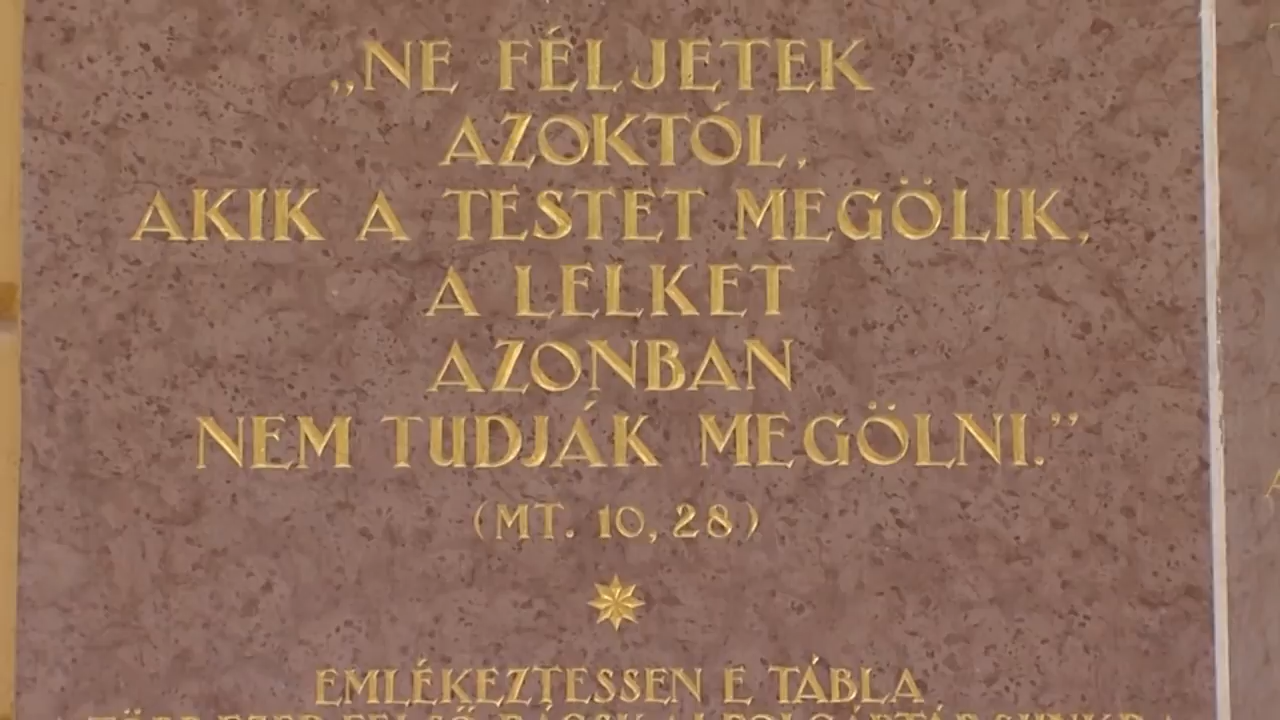 „NE FÉLJETEK
AZOKTÓL,
AKIK A TESTET MEGÖLIK,
A LELKET
AZONBAN
NEM TUDJÁK MEGÖLNI.”
(MT. 10, 28)
EMLÉKEZTESSEN E TÁBLA